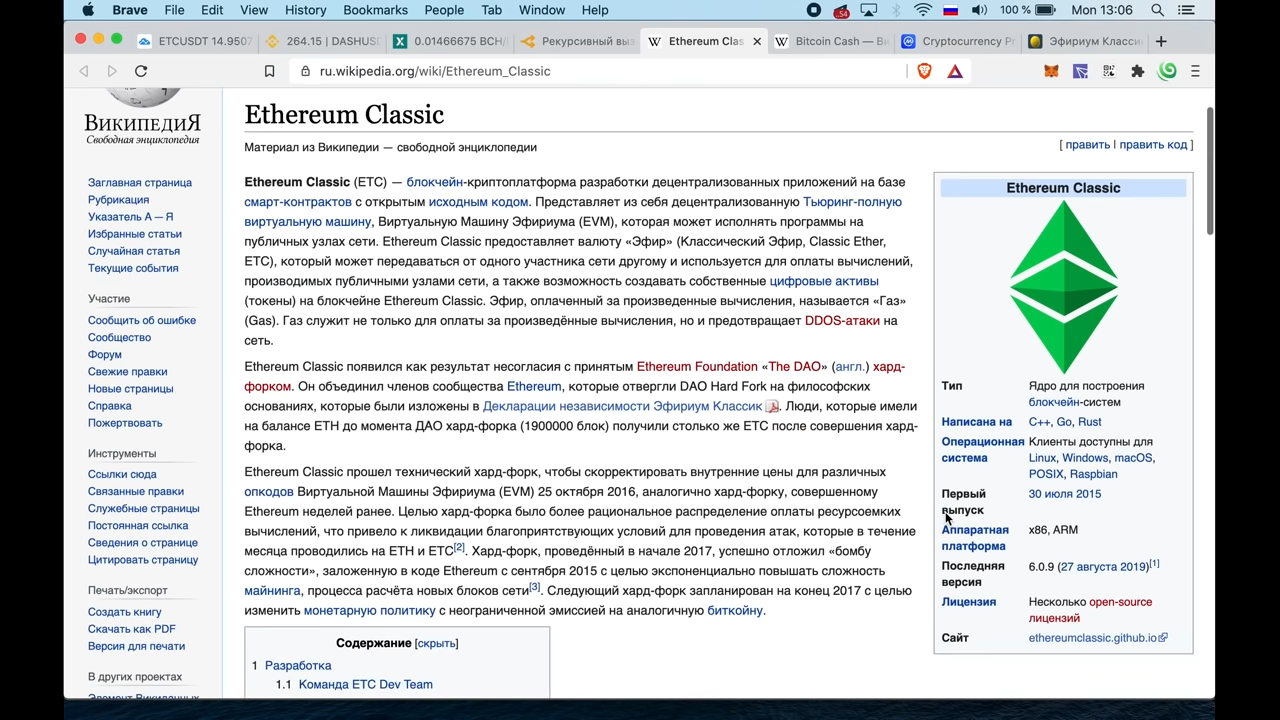 Brave File Edit View History Bookmarks People Tab Window Help 54 100 % Mon 13:06
ETCUSDT 14.950 264.15 | DASHUS 0.01466675 BCH/ Рекурсивный выз Ethereum Clas Bitcoin Cash — Ви Cryptocurrency Pr Эфириум Класси
ru.wikipedia.org/wiki/Ethereum_Classic
ВИКИПЕДИЯ
Свободная энциклопедия
Заглавная страница
Рубрикация
Указатель А — Я
Избранные статьи
Случайная статья
Текущие события
Участие
Сообщить об ошибке
Сообщество
Форум
Свежие правки
Новые страницы
Справка
Пожертвовать
Инструменты
Ссылки сюда
Связанные правки
Служебные страницы
Постоянная ссылка
Сведения о странице
Цитировать страницу
Печать/экспорт
Создать книгу
Скачать как PDF
Версия для печати
В других проектах
Элемент Викиданных
Ethereum Classic
Материал из Википедии — свободной энциклопедии
[ править | править код ]
Ethereum Classic (ETC) — блокчейн-криптоплатформа разработки децентрализованных приложений на базе
смарт-контрактов с открытым исходным кодом. Представляет из себя децентрализованную Тьюринг-полную
виртуальную машину, Виртуальную Машину Эфириума (EVM), которая может исполнять программы на
публичных узлах сети. Ethereum Classic предоставляет валюту «Эфир» (Классический Эфир, Classic Ether,
ETC), который может передаваться от одного участника сети другому и используется для оплаты вычислений,
производимых публичными узлами сети, а также возможность создавать собственные цифровые активы
(токены) на блокчейне Ethereum Classic. Эфир, оплаченный за произведенные вычисления, называется «Газ»
(Gas). Газ служит не только для оплаты за произведённые вычисления, но и предотвращает DDOS-атаки на
сеть.
Ethereum Classic появился как результат несогласия с принятым Ethereum Foundation «The DAO» (англ.) хард-
форком. Он объединил членов сообщества Ethereum, которые отвергли DAO Hard Fork на философских
основаниях, которые были изложены в Декларации независимости Эфириум Классик. Люди, которые имели
на балансе ETH до момента ДАО хард-форка (1900000 блок) получили столько же ETC после совершения хард-
форка.
Ethereum Classic прошел технический хард-форк, чтобы скорректировать внутренние цены для различных
опкодов Виртуальной Машины Эфириума (EVM) 25 октября 2016, аналогично хард-форку, совершенному
Ethereum неделей ранее. Целью хард-форка было более рациональное распределение оплаты ресурсоемких
вычислений, что привело к ликвидации благоприятствующих условий для проведения атак, которые в течение
месяца проводились на ETH и ETC[2]. Хард-форк, проведённый в начале 2017, успешно отложил «бомбу
сложности», заложенную в коде Ethereum с сентября 2015 с целью экспоненциально повышать сложность
майнинга, процесса расчёта новых блоков сети[3]. Следующий хард-форк запланирован на конец 2017 с целью
изменить монетарную политику с неограниченной эмиссией на аналогичную биткойну.
Содержание [скрыть]
1 Разработка
1.1 Команда ETC Dev Team
Ethereum Classic
Тип Ядро для построения
блокчейн-систем
Написана на C++, Go, Rust
Операционная система Клиенты доступны для
Linux, Windows, macOS,
POSIX, Raspbian
Первый выпуск 30 июля 2015
Аппаратная платформа x86, ARM
Последняя версия 6.0.9 (27 августа 2019)[1]
Лицензия Несколько open-source
лицензий
Сайт ethereumclassic.github.io